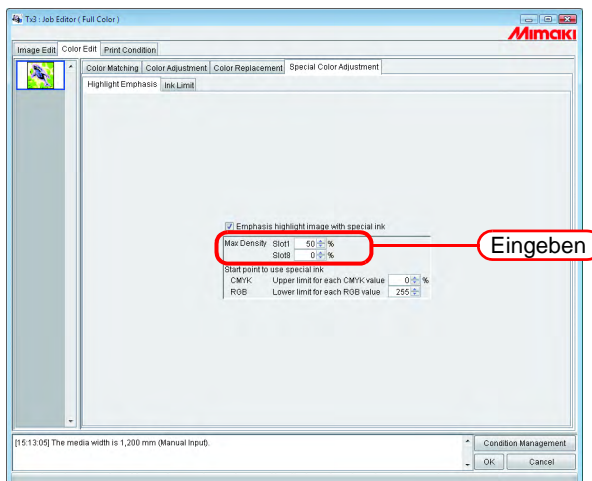 Tx3 : Job Editor ( Full Color )
Mimaki
Image Edit Color Edit Print Condition
Color Matching Color Adjustment Color Replacement Special Color Adjustment
Highlight Emphasis Ink Limit
Emphasis highlight image with special ink
Max Density Slot1 50 %
Slot8 0 %
Eingeben
Start point to use special ink
CMYK Upper limit for each CMYK value 0 %
RGB Lower limit for each RGB value 255
[15:13:05] The media width is 1,200 mm (Manual Input).
Condition Management
OK Cancel